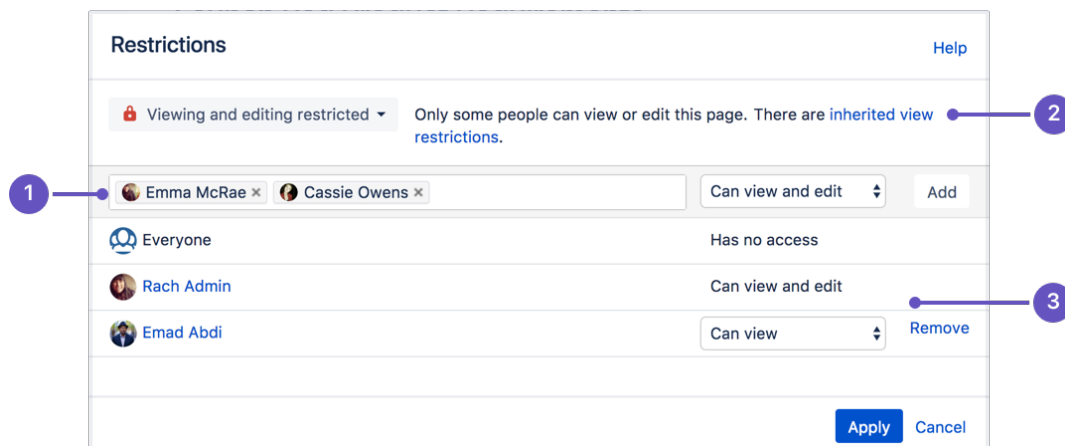 Restrictions
Help
Viewing and editing restricted
Only some people can view or edit this page. There are inherited view
restrictions.
2
1
Emma McRae ×
Cassie Owens ×
Can view and edit
Add
Everyone
Has no access
Rach Admin
Can view and edit
3
Emad Abdi
Can view
Remove
Apply
Cancel